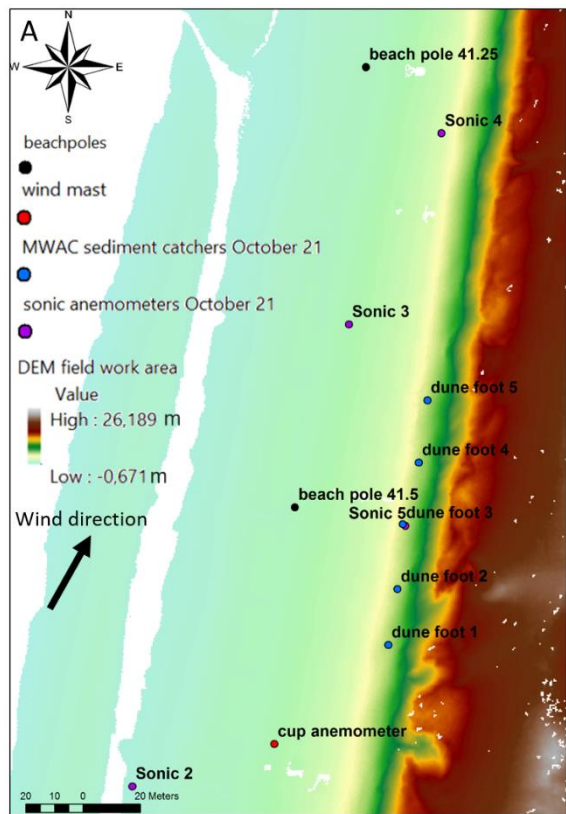 A
N
W E
S
beachpoles
wind mast
MWAC sediment catchers October 21
sonic anemometers October 21
DEM field work area
Value
High : 26,189 m
Low : -0,671 m
Wind direction
beach pole 41.25
Sonic 4
Sonic 3
dune foot 5
dune foot 4
beach pole 41.5
Sonic 5 dune foot 3
dune foot 2
dune foot 1
cup anemometer
Sonic 2
20 10 0 20 Meters